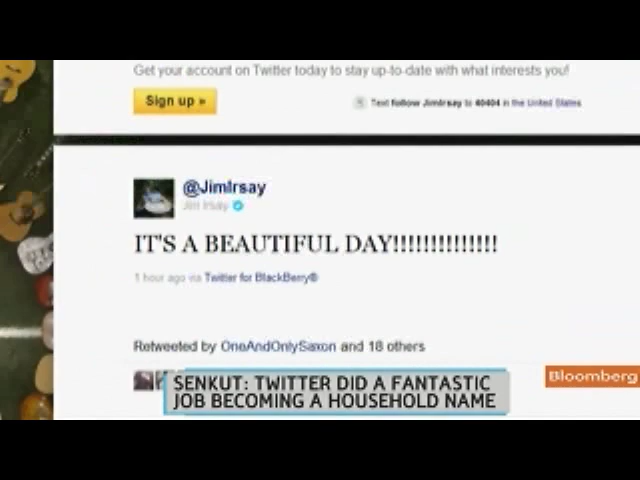 Get your account on Twitter today to stay up-to-date with what interests you!
Sign up »
Text follow JimIrsay to 40404 in the United States
@JimIrsay
Jim Irsay
IT'S A BEAUTIFUL DAY!!!!!!!!!!!!!!
1 hour ago via Twitter for BlackBerry®
Retweeted by OneAndOnlySaxon and 18 others
SENKUT: TWITTER DID A FANTASTIC
JOB BECOMING A HOUSEHOLD NAME
Bloomberg